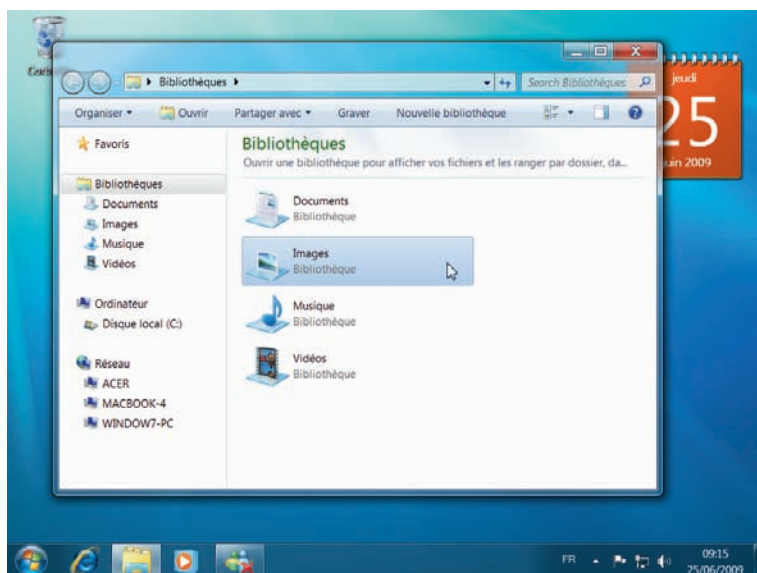 Bibliothèques
Search Bibliothèques
jeudi
25
juin 2009
Organiser
Ouvrir
Partager avec
Graver
Nouvelle bibliothèque
Favoris
Bibliothèques
Documents
Images
Musique
Vidéos
Ordinateur
Disque local (C:)
Réseau
ACER
MACBOOK-4
WINDOW7-PC
Bibliothèques
Ouvrir une bibliothèque pour afficher vos fichiers et les ranger par dossier, da...
Documents
Bibliothèque
Images
Bibliothèque
Musique
Bibliothèque
Vidéos
Bibliothèque
FR
09:15
25/06/2009